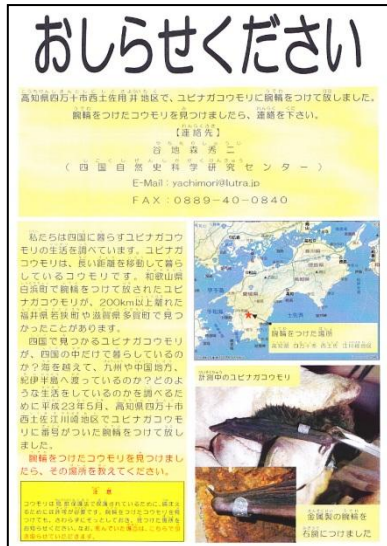 おしらせください
高知県四万十市西土佐用井地区で、ユビナガコウモリに腕輪をつけて放しました。
腕輪をつけたコウモリを見つけましたら、連絡を下さい。
【連絡先】
谷地森秀二
(四国自然史科学研究センター)
E-Mail:yachimori@lutra.jp
FAX:0889-40-0840
私たちは四国に暮らすユビナガコウ
モリの生活を調べています。ユビナガ
コウモリは、長い距離を移動して暮ら
しているコウモリです。和歌山県
白浜町で腕輪をつけて放されたユビ
ナガコウモリが、200km以上離れた
福井県若狭町や滋賀県多賀町で見つ
かったことがあります。
四国で見つかるユビナガコウモリ
が、四国の中だけで暮らしているの
か?海を越えて、九州や中国地方、
紀伊半島へ渡っているのか?どのよ
うな生活をしているのかを調べるた
めに平成23年5月、高知県四万十市
西土佐江川崎地区でユビナガコウモ
リに番号がついた腕輪をつけて放し
ました。
腕輪をつけたコウモリを見つけまし
たら、その場所を教えてください。
注意
腕輪をつけた場所
計測中のユビナガコウモリ
金属製の腕輪を
右腕につけました